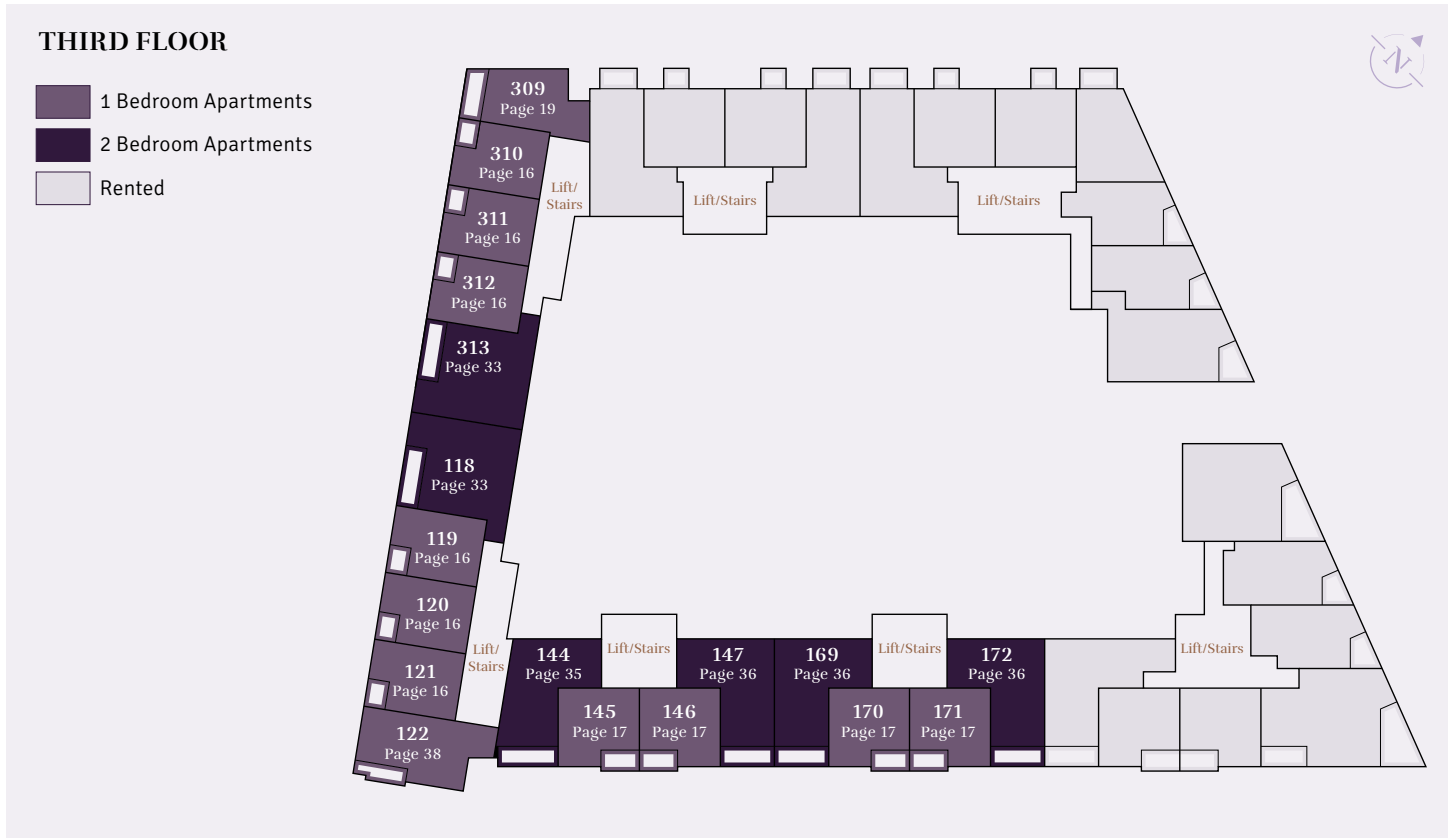 THIRD FLOOR
1 Bedroom Apartments
2 Bedroom Apartments
Rented
N
309
Page 19
310
Page 16
311
Page 16
312
Page 16
313
Page 33
118
Page 33
119
Page 16
120
Page 16
121
Page 16
122
Page 38
Lift/
Stairs
Lift/Stairs
Lift/Stairs
Lift/
Stairs
144
Page 35
Lift/Stairs
147
Page 36
169
Page 36
Lift/Stairs
172
Page 36
Lift/Stairs
145
Page 17
146
Page 17
170
Page 17
171
Page 17